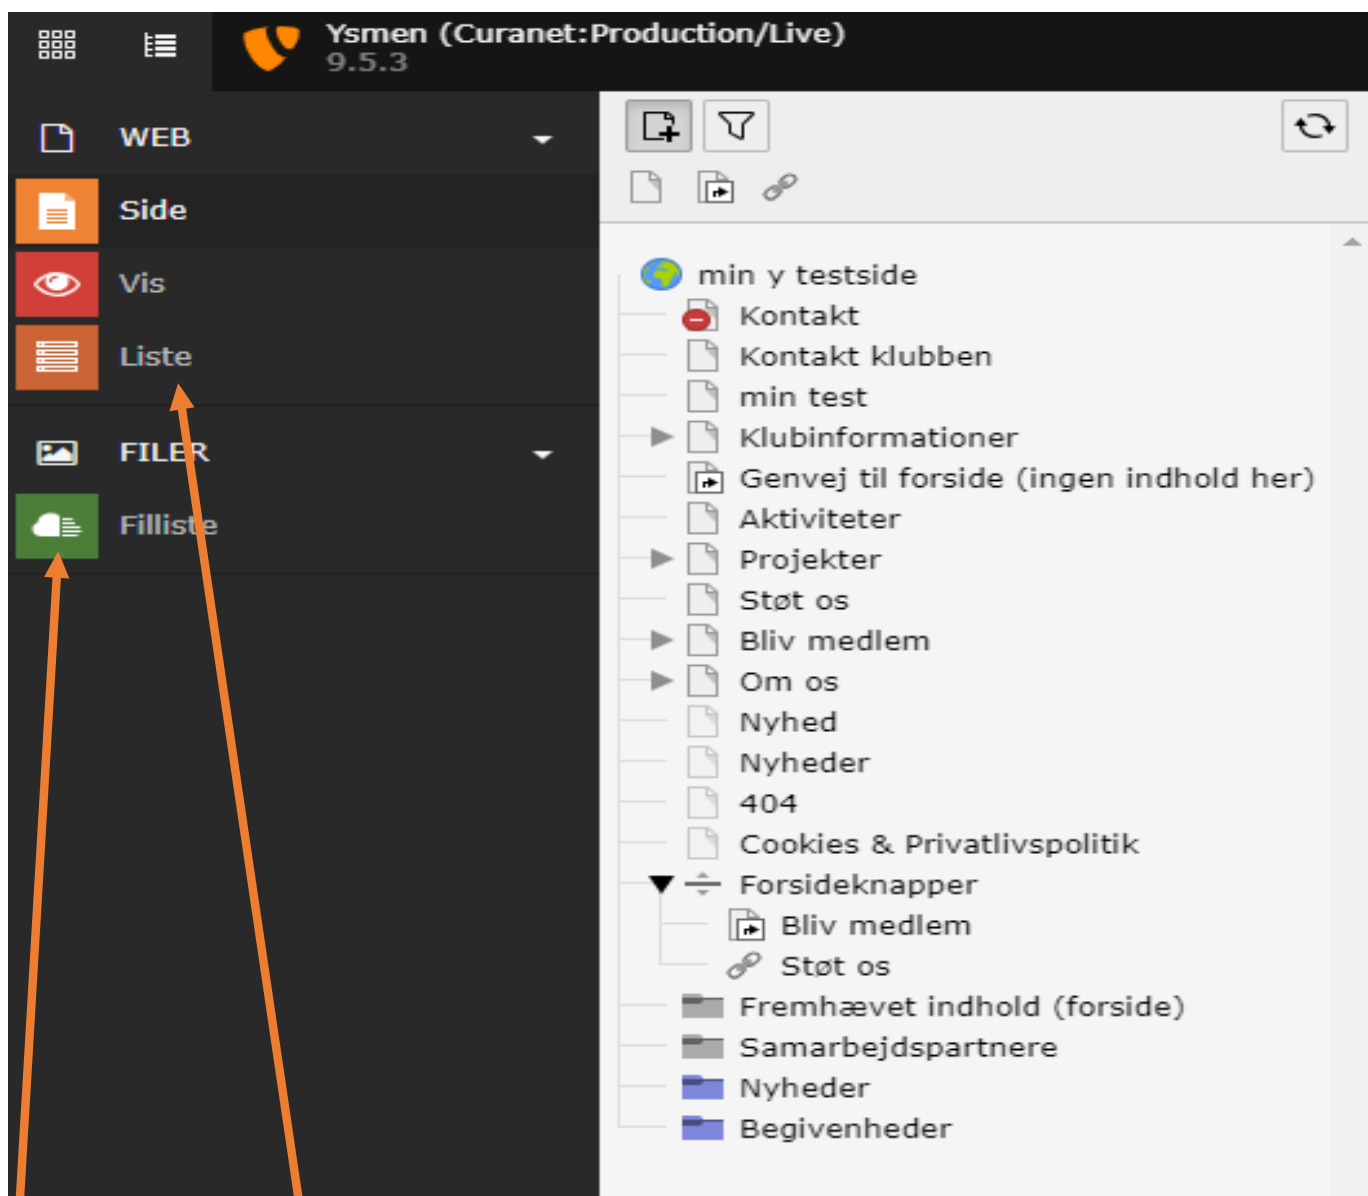 Ysmen (Curanet:Production/Live)
9.5.3
WEB
Side
Vis
Liste
FILER
Filliste
min y testside
Kontakt
Kontakt klubben
min test
Klubinformationer
Genvej til forside (ingen indhold her)
Aktiviteter
Projekter
Støt os
Bliv medlem
Om os
Nyhed
Nyheder
404
Cookies & Privatlivspolitik
Forsideknapper
Bliv medlem
Støt os
Fremhævet indhold (forside)
Samarbejdspartnere
Nyheder
Begivenheder